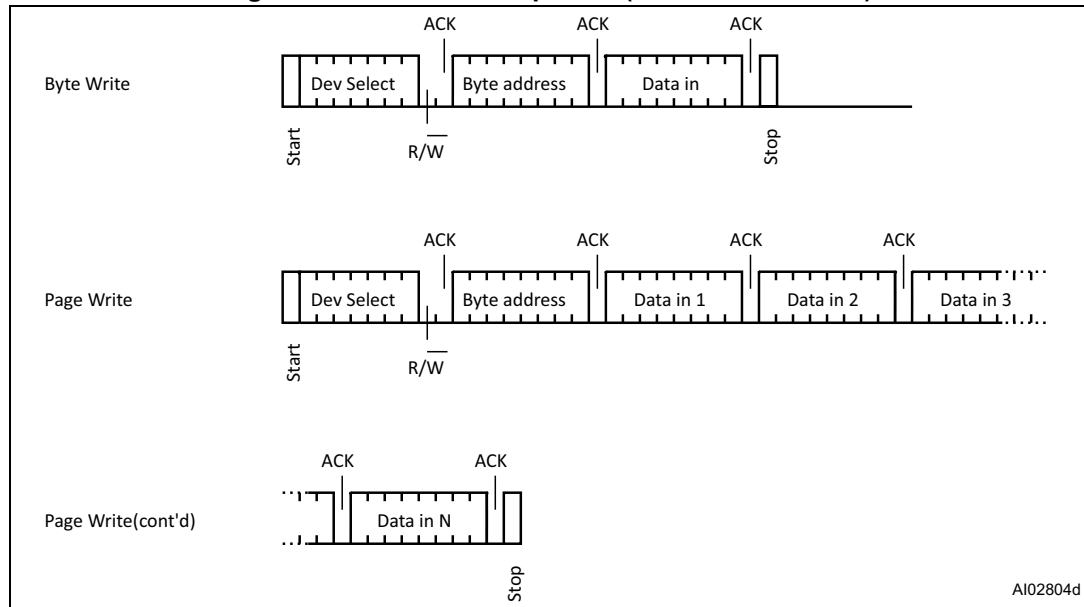 ACK ACK ACK
Byte Write Dev Select Byte address Data in
Start R/W Stop
ACK ACK ACK ACK
Page Write Dev Select Byte address Data in 1 Data in 2 Data in 3
Start R/W
ACK ACK
Page Write(cont'd) Data in N
Stop
AI02804d